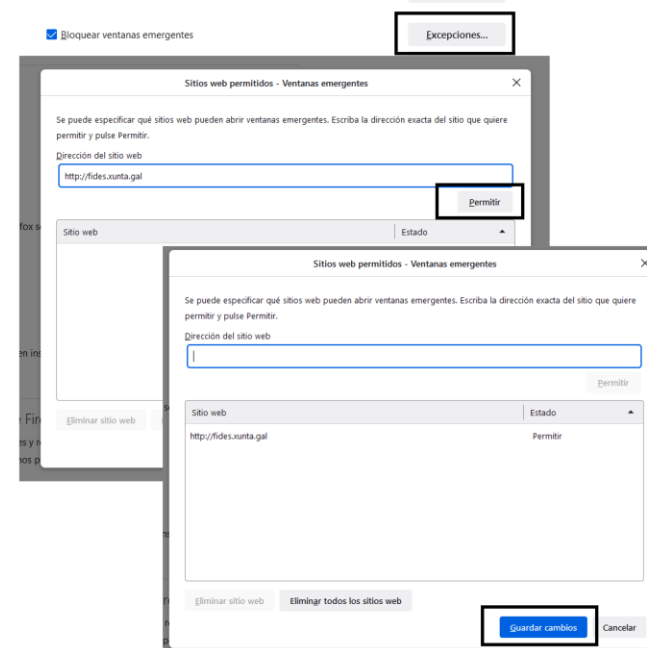 Bloquear ventanas emergentes
Excepciones...
Sitios web permitidos - Ventanas emergentes
Se puede especificar qué sitios web pueden abrir ventanas emergentes. Escriba la dirección exacta del sitio que quiere
permitir y pulse Permitir.
Dirección del sitio web
http://fides.xunta.gal
Permitir
Sitio web Estado
Eliminar sitio web
Sitios web permitidos - Ventanas emergentes
Se puede especificar qué sitios web pueden abrir ventanas emergentes. Escriba la dirección exacta del sitio que quiere
permitir y pulse Permitir.
Dirección del sitio web
Permitir
Sitio web Estado
http://fides.xunta.gal Permitir
Eliminar sitio web Eliminar todos los sitios web
Guardar cambios Cancelar